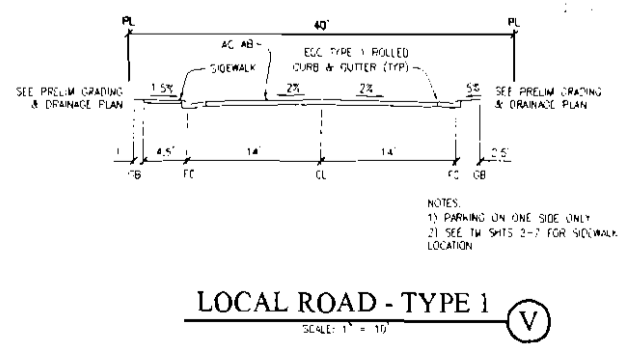 PL
40'
PL
AC AB
EGC TYPE 1 ROLLED
CURB & GUTTER (TYP)
SIDEWALK
SEE PRELIM GRADING
& DRAINAGE PLAN
1.5%
2%
2%
5%
SEE PRELIM GRADING
& DRAINAGE PLAN
4.5'
14'
14'
2.5'
GB
FC
CL
FC
GB
NOTES:
1) PARKING ON ONE SIDE ONLY
2) SEE TM SHTS 2-7 FOR SIDEWALK
LOCATION
LOCAL ROAD - TYPE 1
V
SCALE: 1" = 10'